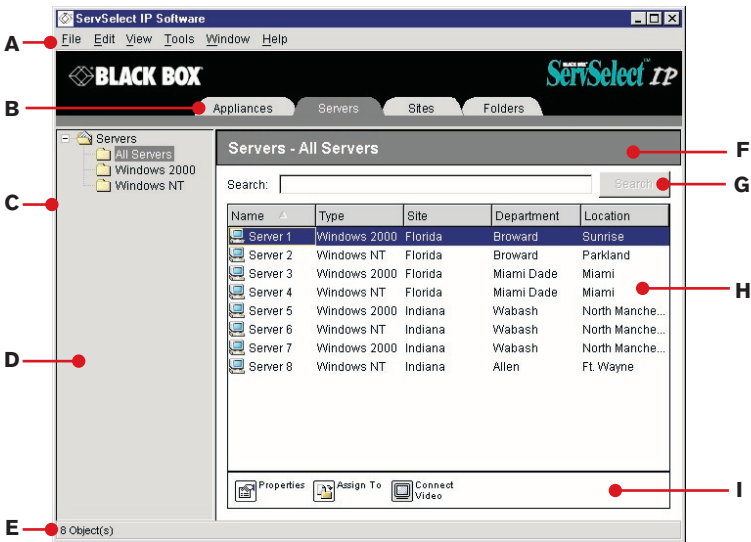 ServSelect IP Software
A
File Edit View Tools Window Help
BLACK BOX
ServSelect IP
B
Appliances Servers Sites Folders
Servers
All Servers
Windows 2000
Windows NT
C
D
Servers - All Servers
F
Search: Search
G
Name Type Site Department Location
Server 1 Windows 2000 Florida Broward Sunrise
Server 2 Windows NT Florida Broward Parkland
Server 3 Windows 2000 Florida Miami Dade Miami
Server 4 Windows NT Florida Miami Dade Miami
H
Server 5 Windows 2000 Indiana Wabash North Manche...
Server 6 Windows NT Indiana Wabash North Manche...
Server 7 Windows 2000 Indiana Wabash North Manche...
Server 8 Windows NT Indiana Allen Ft. Wayne
Properties Assign To Connect Video
I
E
8 Object(s)